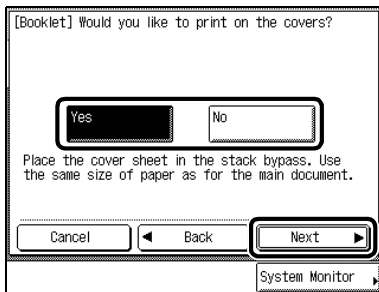 [Booklet] Would you like to print on the covers?
Yes No
Place the cover sheet in the stack bypass. Use
the same size of paper as for the main document.
Cancel Back Next
System Monitor